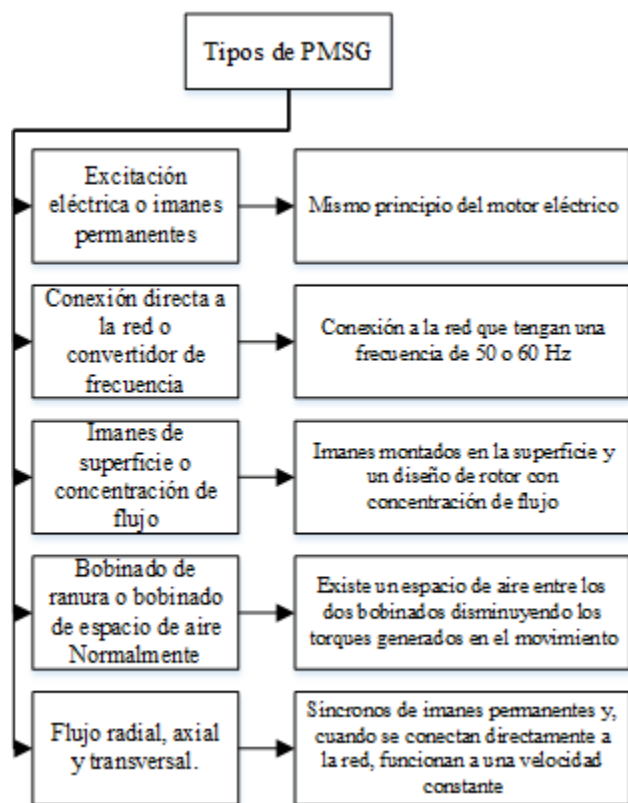 Tipos de PMSG
Excitación
eléctrica o imanes
permanentes
Mismo principio del motor eléctrico
Conexión directa a
la red o
convertidor de
frecuencia
Conexión a la red que tengan una
frecuencia de 50 o 60 Hz
Imanes de
superficie o
concentración de
flujo
Imanes montados en la superficie y
un diseño de rotor con
concentración de flujo
Bobinado de
ranura o bobinado
de espacio de aire
Normalmente
Existe un espacio de aire entre los
dos bobinados disminuyendo los
torques generados en el movimiento
Flujo radial, axial
y transversal.
Síncronos de imanes permanentes y,
cuando se conectan directamente a
la red, funcionan a una velocidad
constante